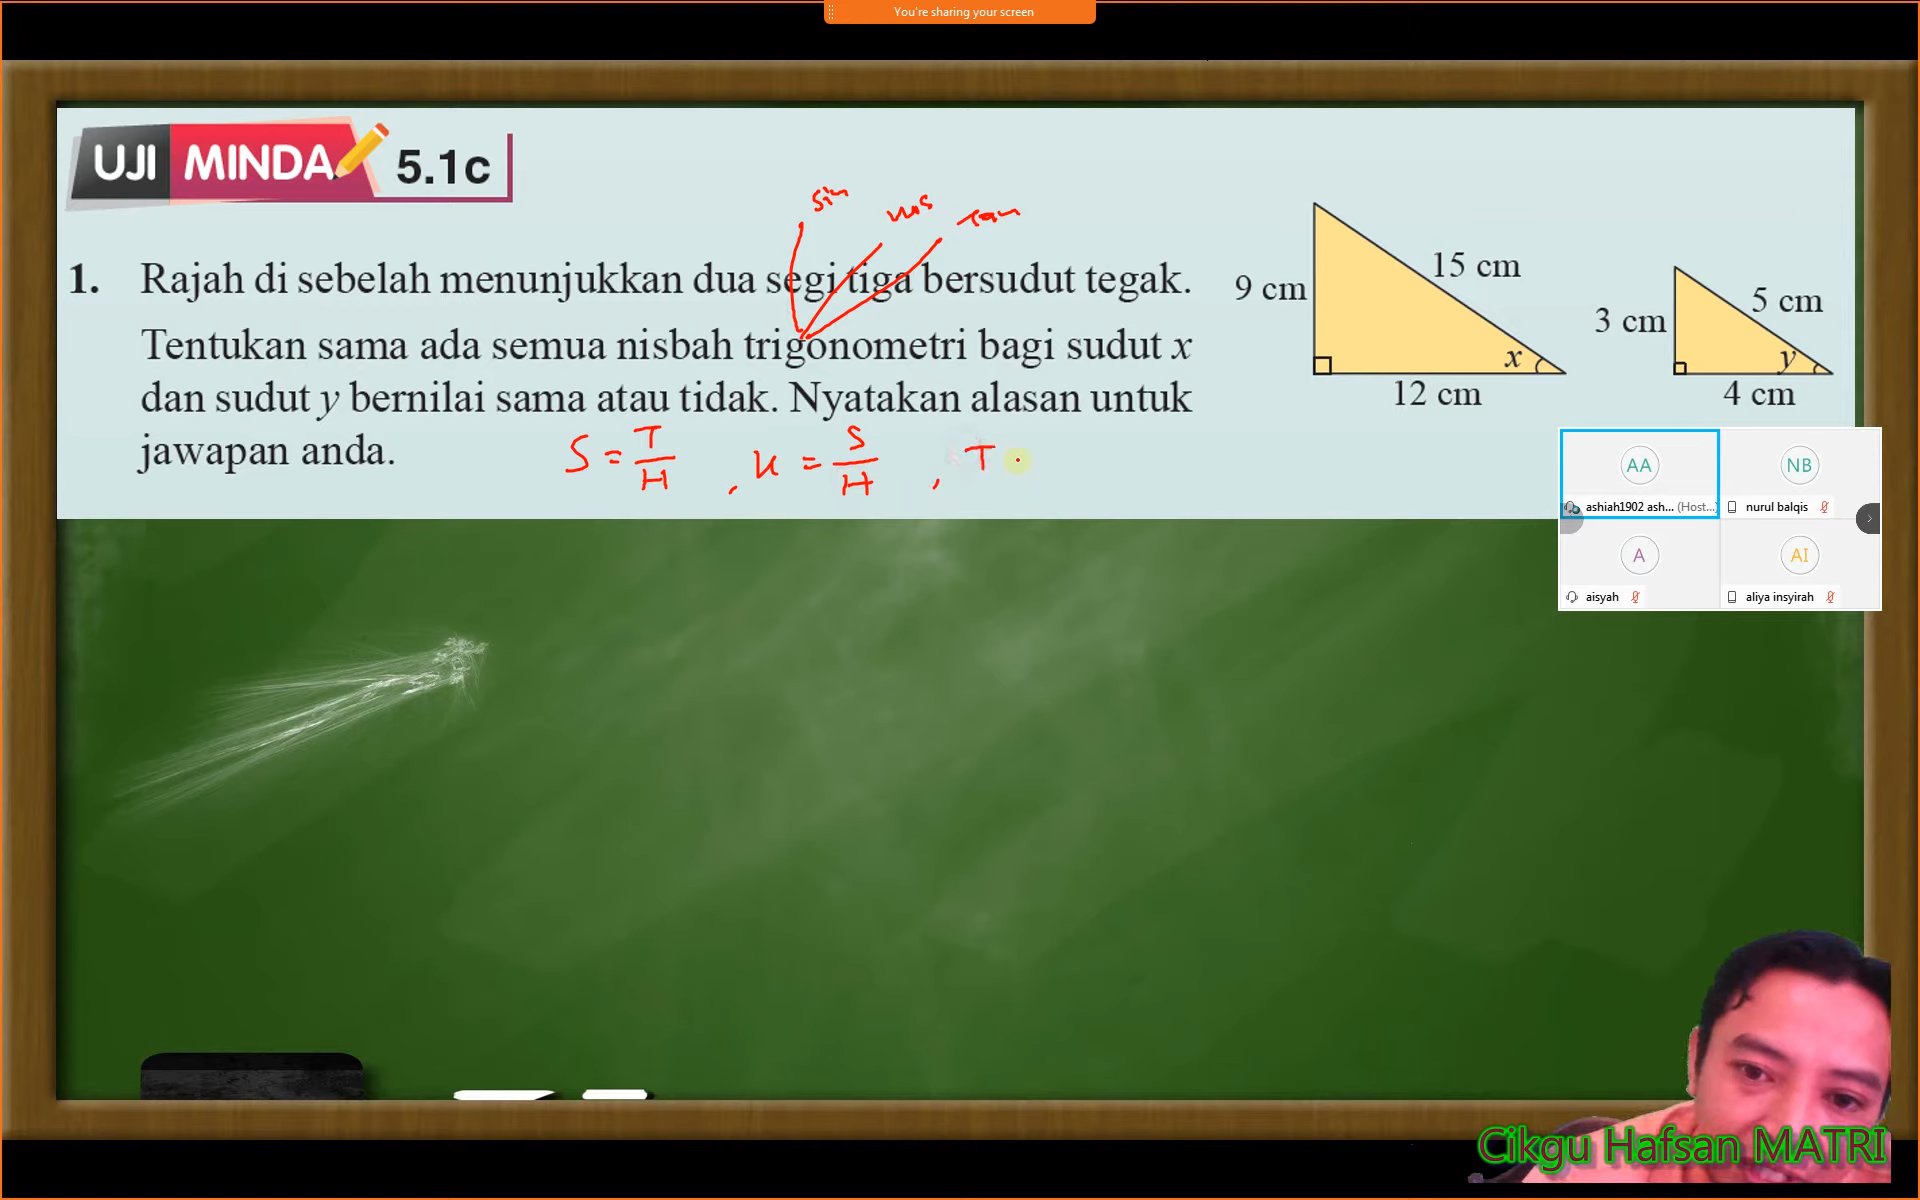 You're sharing your screen
UJI MINDA 5.1c
sin
kos
tan
1. Rajah di sebelah menunjukkan dua segi tiga bersudut tegak.
Tentukan sama ada semua nisbah trigonometri bagi sudut x
dan sudut y bernilai sama atau tidak. Nyatakan alasan untuk
jawapan anda.
S = T/H , K = S/H , T
9 cm
15 cm
x
12 cm
3 cm
5 cm
y
4 cm
AA
ashiah1902 ash... (Host...)
NB
nurul balqis
A
aisyah
AI
aliya insyirah
Cikgu Hafsan MATRI